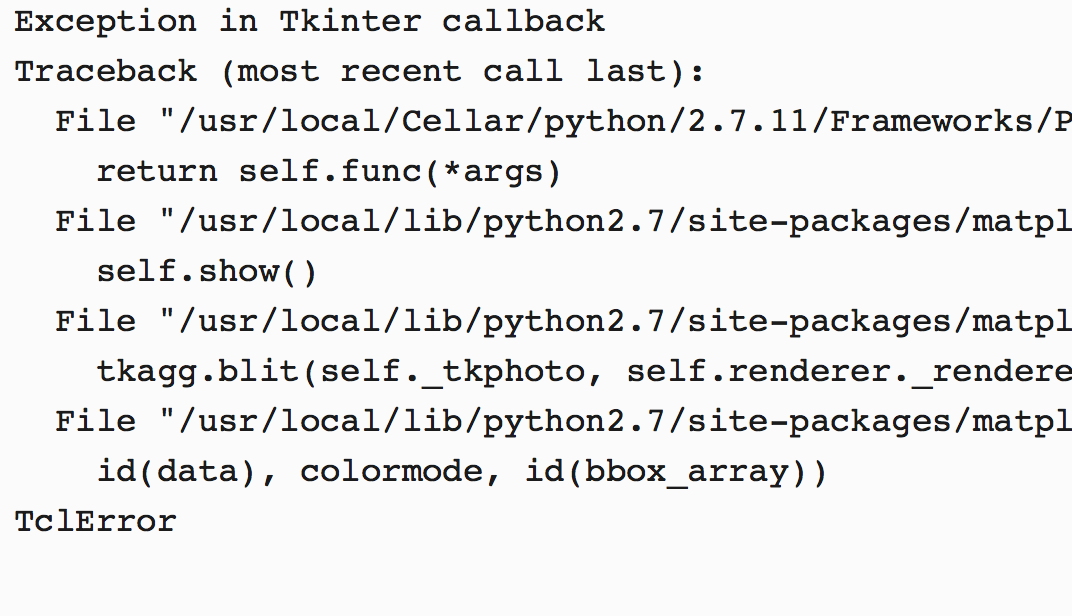 Exception in Tkinter callback
Traceback (most recent call last):
  File "/usr/local/Cellar/python/2.7.11/Frameworks/P
    return self.func(*args)
  File "/usr/local/lib/python2.7/site-packages/matpl
    self.show()
  File "/usr/local/lib/python2.7/site-packages/matpl
    tkagg.blit(self._tkphoto, self.renderer._rendere
  File "/usr/local/lib/python2.7/site-packages/matpl
    id(data), colormode, id(bbox_array))
TclError